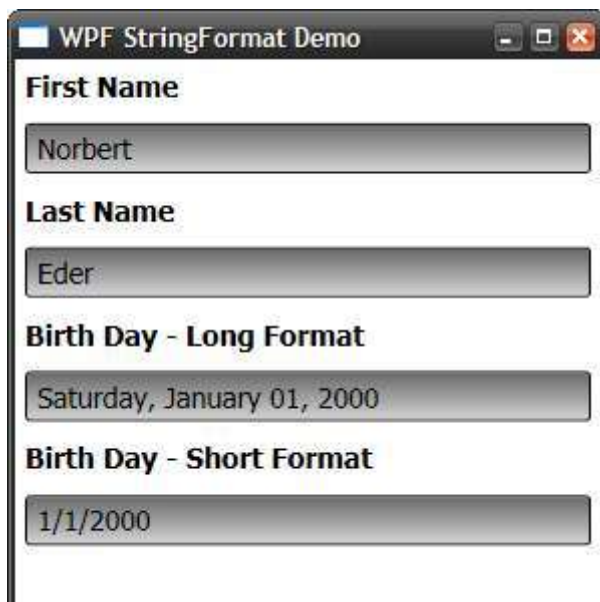 WPF StringFormat Demo
First Name
Norbert
Last Name
Eder
Birth Day - Long Format
Saturday, January 01, 2000
Birth Day - Short Format
1/1/2000